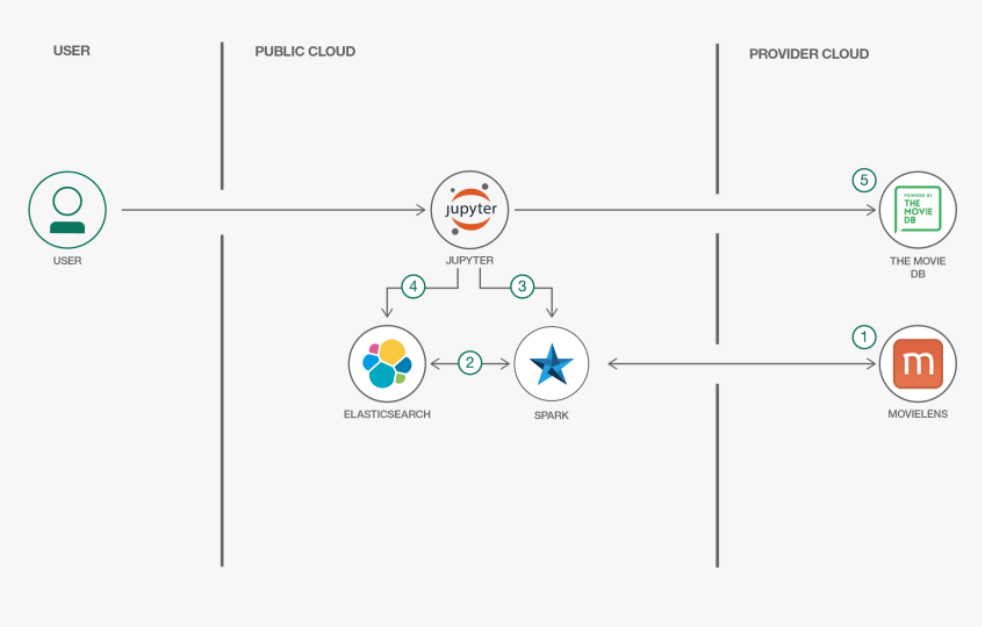 USER
PUBLIC CLOUD
PROVIDER CLOUD
5
POWERED BY
THE
MOVIE
DB
jupyter
USER
JUPYTER
THE MOVIE
DB
4
3
1
2
m
ELASTICSEARCH
SPARK
MOVIELENS